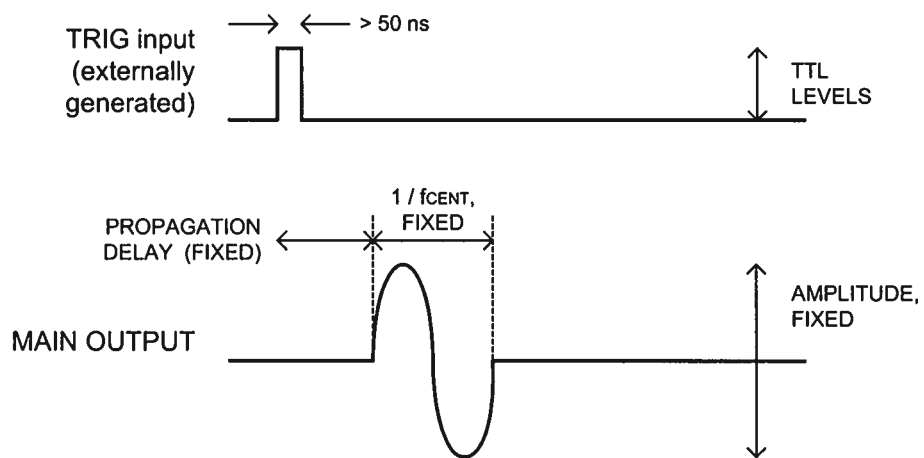 TRIG input
(externally
generated)
> 50 ns
TTL
LEVELS
PROPAGATION
DELAY (FIXED)
1 / fCENT,
FIXED
MAIN OUTPUT
AMPLITUDE,
FIXED